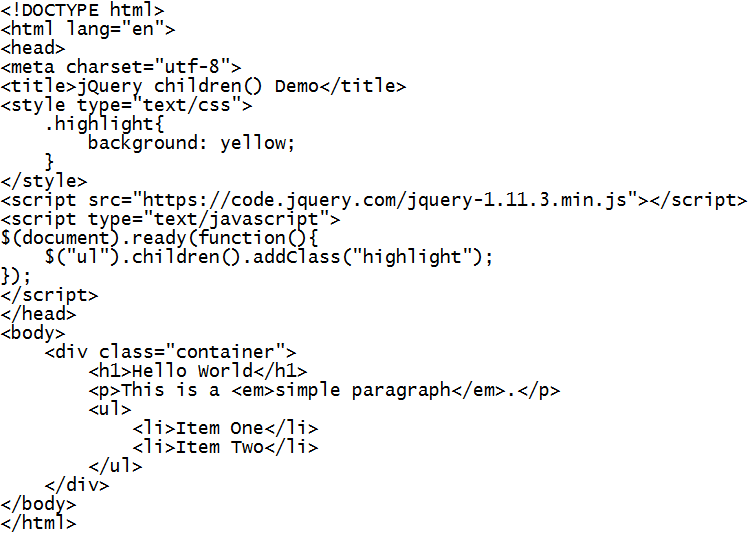 <!DOCTYPE html>
<html lang="en">
<head>
<meta charset="utf-8">
<title>jQuery children() Demo</title>
<style type="text/css">
    .highlight{
        background: yellow;
    }
</style>
<script src="https://code.jquery.com/jquery-1.11.3.min.js"></script>
<script type="text/javascript">
$(document).ready(function(){
    $("ul").children().addClass("highlight");
});
</script>
</head>
<body>
    <div class="container">
        <h1>Hello World</h1>
        <p>This is a <em>simple paragraph</em>.</p>
        <ul>
            <li>Item One</li>
            <li>Item Two</li>
        </ul>
    </div>
</body>
</html>